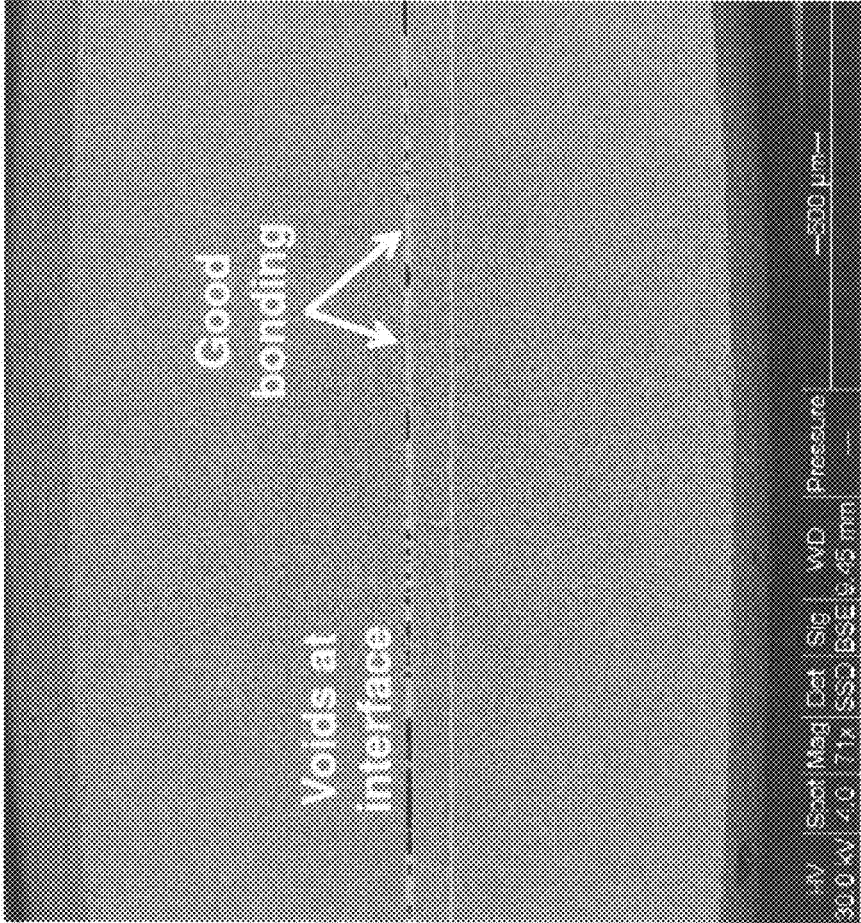 Good
bonding
Voids at
interface
HV | Spot | Mag | Det | Sig | WD | Pressure | —500 µm—
30.0 kV | 4.0 | 71x | SSD | BSE | mm | ----